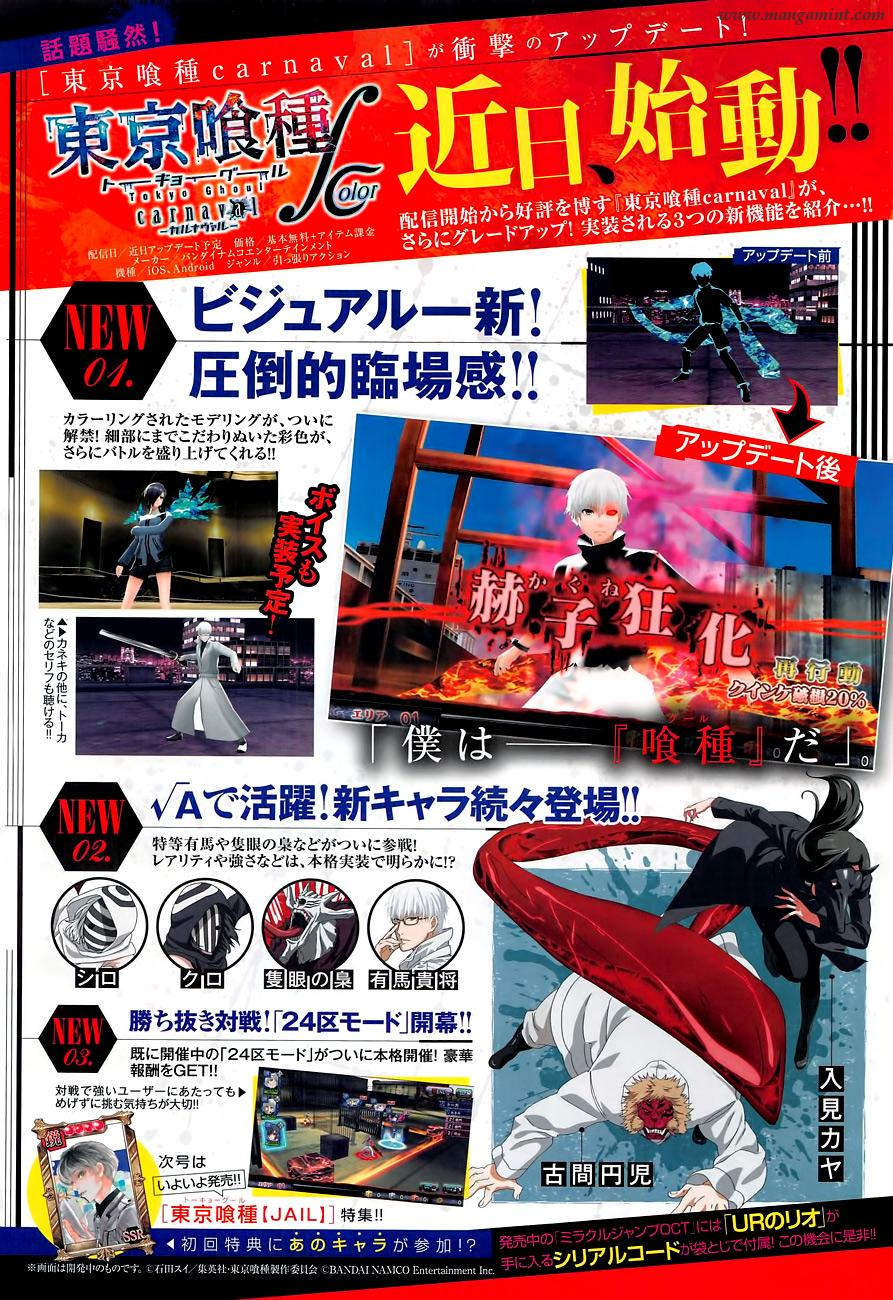 www.mangamint.com
話題騒然!
[東京喰種carnaval]が衝撃のアップデート!
東京喰種
トーキョーグール
Tokyo Ghoul
carnaval
ーカルナヴァルー
∫Color
近日、始動!!
配信日/近日アップデート予定 価格/基本無料+アイテム課金
メーカー/バンダイナムコエンターテインメント
機種/iOS、Android ジャンル/引っ張りアクション
配信開始から好評を博す『東京喰種carnaval』が、
さらにグレードアップ! 実装される3つの新機能を紹介…!!
NEW
01.
ビジュアル一新!
圧倒的臨場感!!
アップデート前
カラーリングされたモデリングが、ついに
解禁! 細部にまでこだわりぬいた彩色が、
さらにバトルを盛り上げてくれる!!
アップデート後
ボイスも
実装予定!
▲▶カネキの他に、トーカ
などのセリフも聴ける!!
かぐね
赫子狂化
再行動
クインケ破損20%
エリア 01
グール
「僕は――『喰種』だ」
NEW
02.
√Aで活躍!新キャラ続々登場!!
特等有馬や隻眼の梟などがついに参戦!
レアリティや強さなどは、本格実装で明らかに!?
シロ
クロ
隻眼の梟
有馬貴将
入見カヤ
古間円児
NEW
03.
勝ち抜き対戦!「24区モード」開幕!!
既に開催中の「24区モード」がついに本格開催! 豪華
報酬をGET!!
対戦で強いユーザーにあたっても▶
めげずに挑む気持ちが大切!!
SSR
次号は
いよいよ発売!!
トーキョーグール
[東京喰種【JAIL】]特集!!
◀初回特典にあのキャラが参加!?
発売中の「ミラクルジャンプOCT」には「URのリオ」が
手に入るシリアルコードが袋とじで付属! この機会に是非!!
※画面は開発中のものです。©石田スイ/集英社・東京喰種製作委員会 ©BANDAI NAMCO Entertainment Inc.